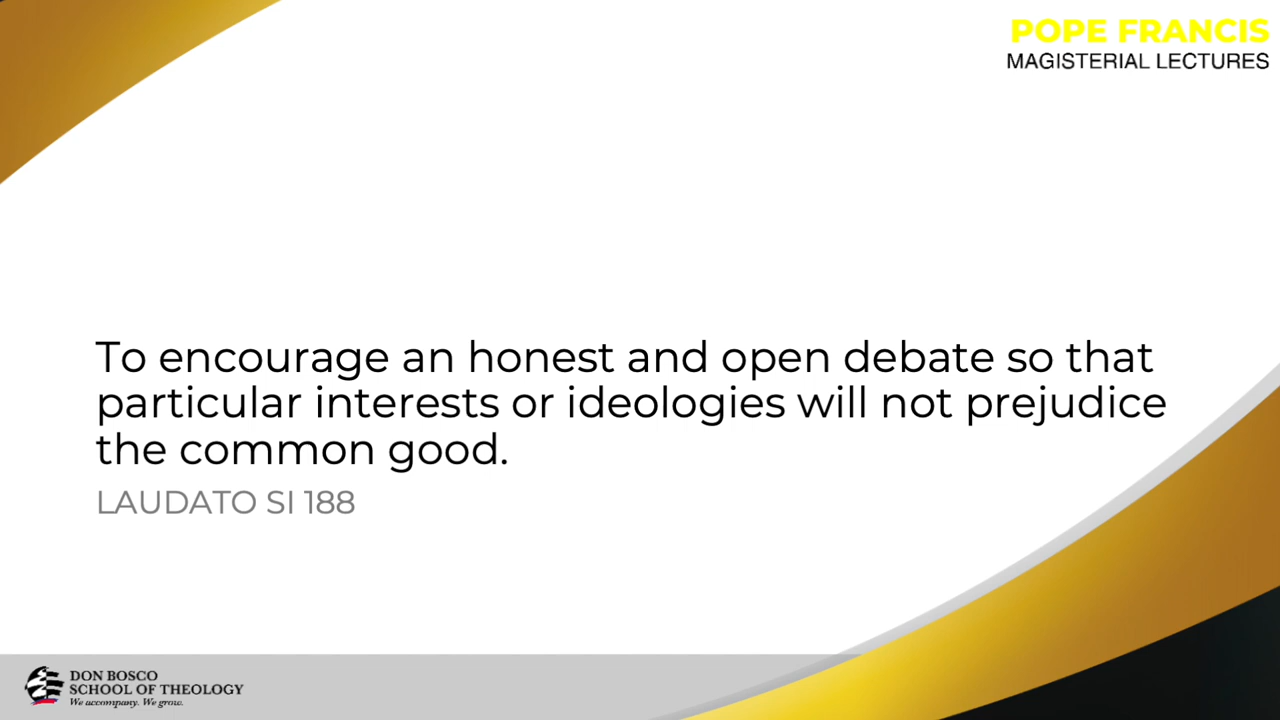 POPE FRANCIS
MAGISTERIAL LECTURES
To encourage an honest and open debate so that
particular interests or ideologies will not prejudice
the common good.
LAUDATO SI 188
DON BOSCO
SCHOOL OF THEOLOGY
We accompany. We grow.